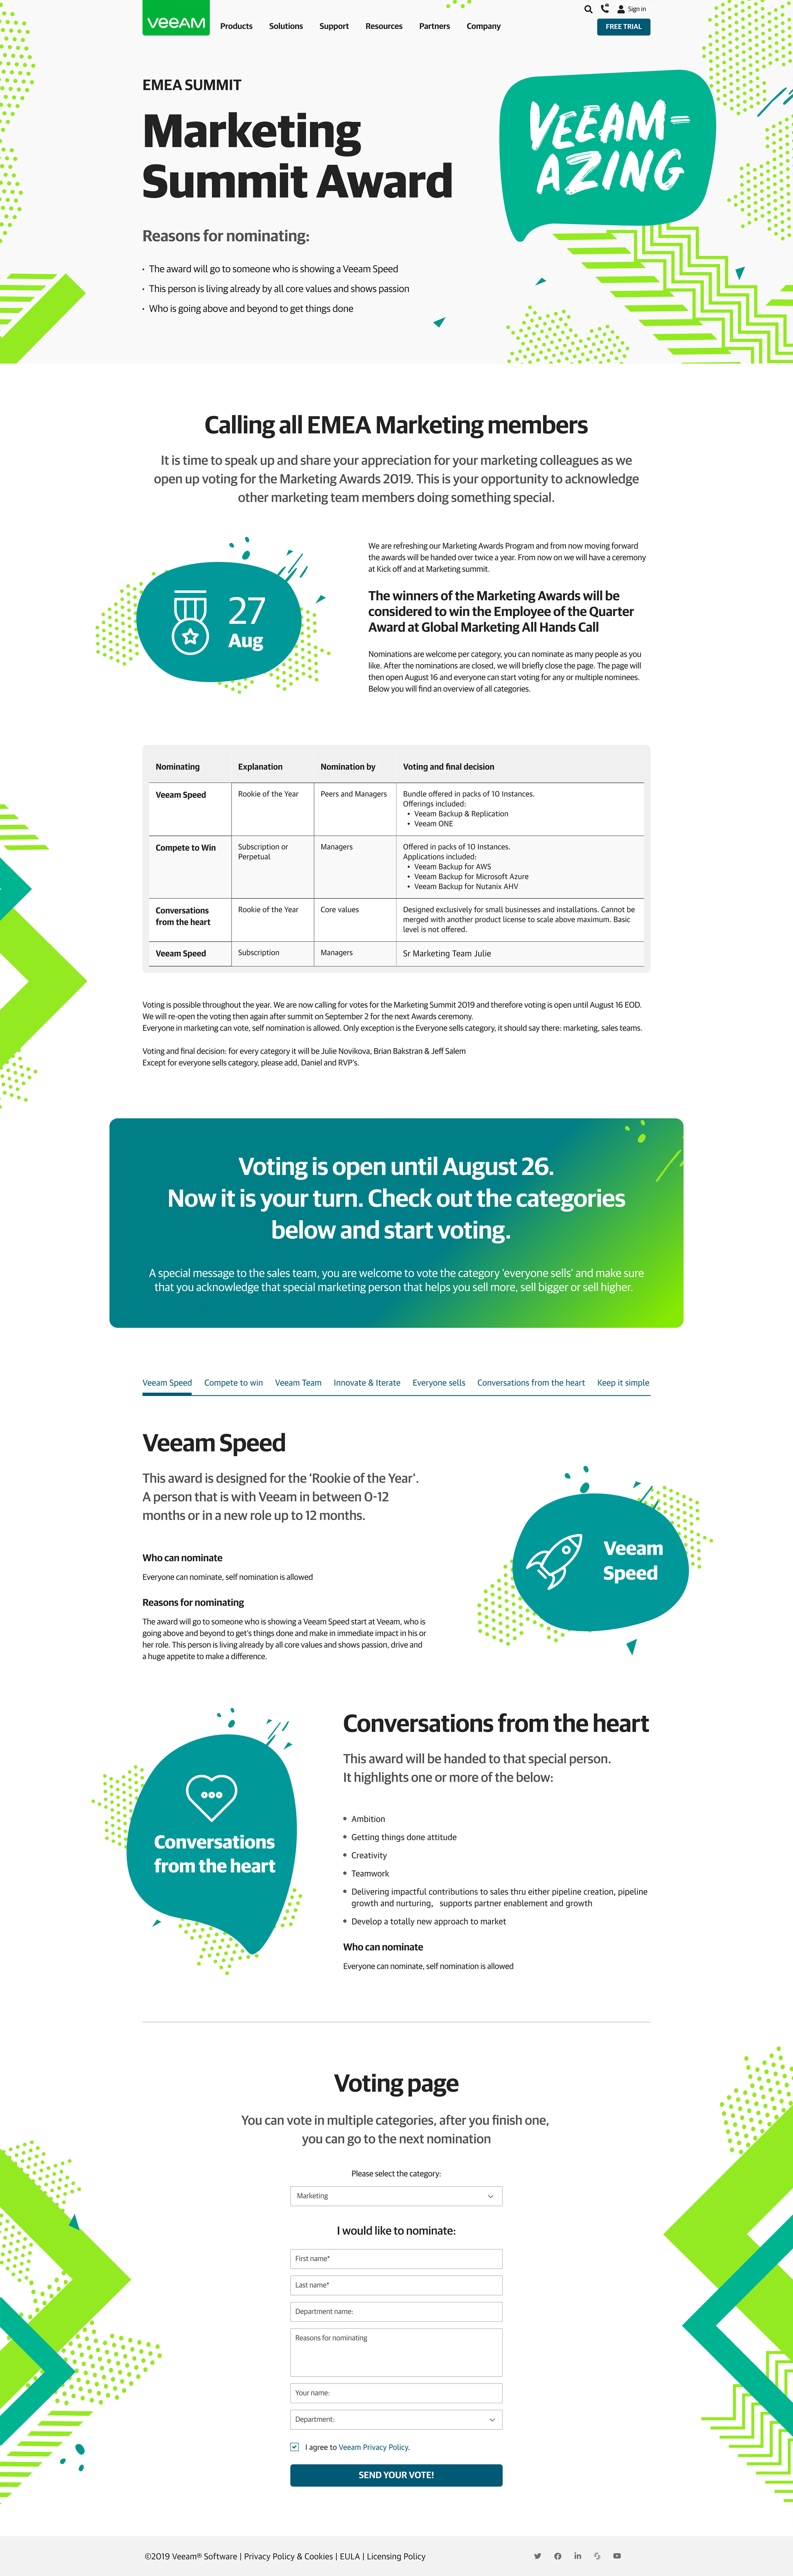 veeam
Products Solutions Support Resources Partners Company
Sign in
FREE TRIAL
EMEA SUMMIT
Marketing
Summit Award
VEEAM-
AZING
Reasons for nominating:
· The award will go to someone who is showing a Veeam Speed
· This person is living already by all core values and shows passion
· Who is going above and beyond to get things done
Calling all EMEA Marketing members
It is time to speak up and share your appreciation for your marketing colleagues as we
open up voting for the Marketing Awards 2019. This is your opportunity to acknowledge
other marketing team members doing something special.
27
Aug
We are refreshing our Marketing Awards Program and from now moving forward
the awards will be handed over twice a year. From now on we will have a ceremony
at Kick off and at Marketing summit.
The winners of the Marketing Awards will be
considered to win the Employee of the Quarter
Award at Global Marketing All Hands Call
Nominations are welcome per category, you can nominate as many people as you
like. After the nominations are closed, we will briefly close the page. The page will
then open August 16 and everyone can start voting for any or multiple nominees.
Below you will find an overview of all categories.
Nominating Explanation Nomination by Voting and final decision
Veeam Speed Rookie of the Year Peers and Managers Bundle offered in packs of 10 Instances.
Offerings included:
• Veeam Backup & Replication
• Veeam ONE
Compete to Win Subscription or Managers Offered in packs of 10 Instances.
Perpetual Applications included:
• Veeam Backup for AWS
• Veeam Backup for Microsoft Azure
• Veeam Backup for Nutanix AHV
Conversations Rookie of the Year Core values Designed exclusively for small businesses and installations. Cannot be
from the heart merged with another product license to scale above maximum. Basic
level is not offered.
Veeam Speed Subscription Managers Sr Marketing Team Julie
Voting is possible throughout the year. We are now calling for votes for the Marketing Summit 2019 and therefore voting is open until August 16 EOD.
We will re-open the voting then again after summit on September 2 for the next Awards ceremony.
Everyone in marketing can vote, self nomination is allowed. Only exception is the Everyone sells category, it should say there: marketing, sales teams.
Voting and final decision: for every category it will be Julie Novikova, Brian Bakstran & Jeff Salem
Except for everyone sells category, please add, Daniel and RVP's.
Voting is open until August 26.
Now it is your turn. Check out the categories
below and start voting.
A special message to the sales team, you are welcome to vote the category 'everyone sells' and make sure
that you acknowledge that special marketing person that helps you sell more, sell bigger or sell higher.
Veeam Speed Compete to win Veeam Team Innovate & Iterate Everyone sells Conversations from the heart Keep it simple
Veeam Speed
This award is designed for the 'Rookie of the Year'.
A person that is with Veeam in between 0-12
months or in a new role up to 12 months.
Who can nominate
Everyone can nominate, self nomination is allowed
Reasons for nominating
The award will go to someone who is showing a Veeam Speed start at Veeam, who is
going above and beyond to get's things done and make in immediate impact in his or
her role. This person is living already by all core values and shows passion, drive and
a huge appetite to make a difference.
Veeam
Speed
Conversations
from the heart
Conversations from the heart
This award will be handed to that special person.
It highlights one or more of the below:
• Ambition
• Getting things done attitude
• Creativity
• Teamwork
• Delivering impactful contributions to sales thru either pipeline creation, pipeline
growth and nurturing, supports partner enablement and growth
• Develop a totally new approach to market
Who can nominate
Everyone can nominate, self nomination is allowed
Voting page
You can vote in multiple categories, after you finish one,
you can go to the next nomination
Please select the category:
Marketing
I would like to nominate:
First name*
Last name*
Department name:
Reasons for nominating
Your name:
Department:
I agree to Veeam Privacy Policy.
SEND YOUR VOTE!
©2019 Veeam® Software | Privacy Policy & Cookies | EULA | Licensing Policy